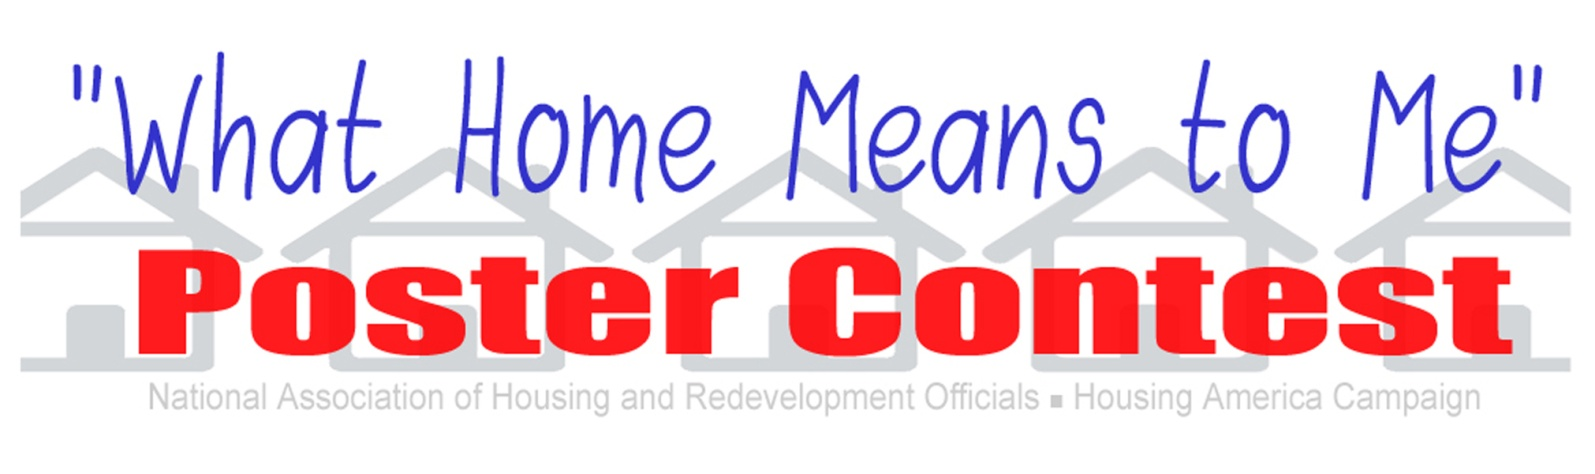 "What Home Means to Me"
Poster Contest
National Association of Housing and Redevelopment Officials ▪ Housing America Campaign